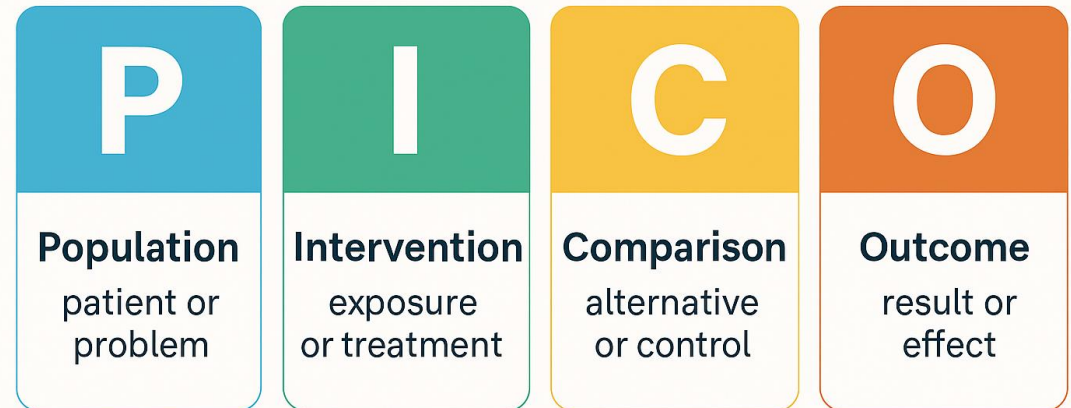 P
Population
patient or
problem
I
Intervention
exposure
or treatment
C
Comparison
alternative
or control
O
Outcome
result or
effect